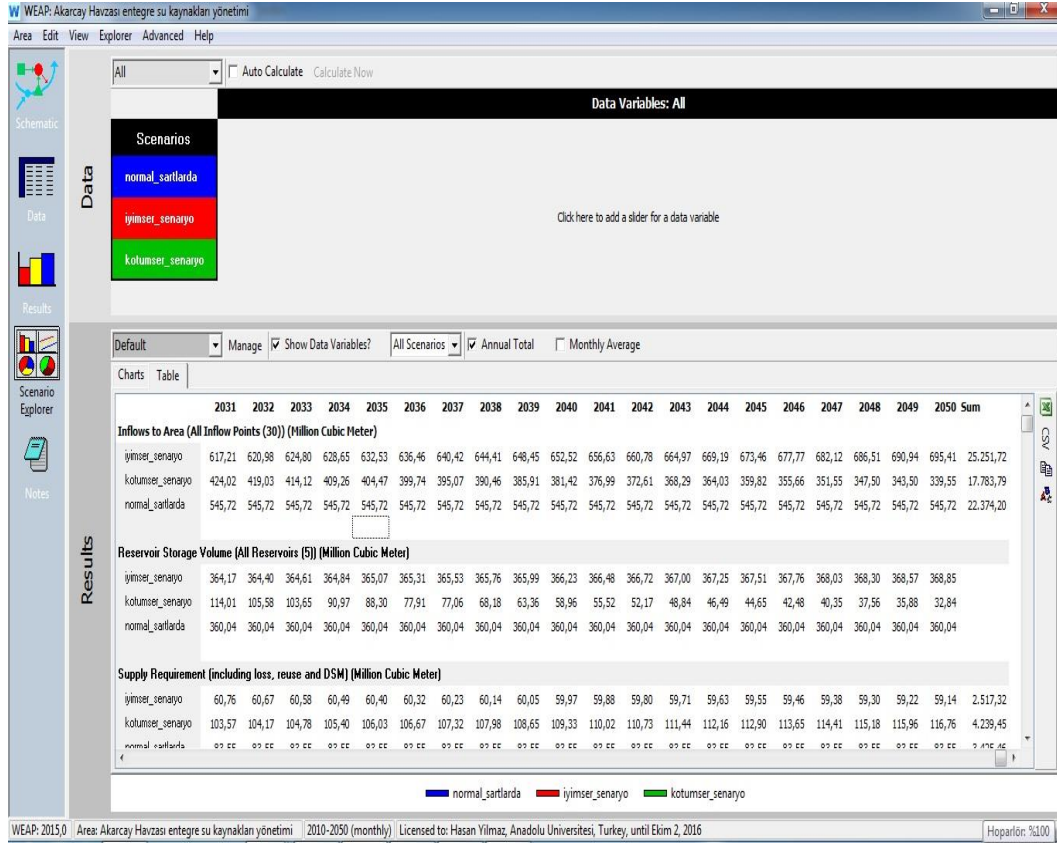 WEAP: Akarcay Havzası entegre su kaynakları yönetimi
Area Edit View Explorer Advanced Help
All Auto Calculate Calculate Now
Data Variables: All
Schematic
Scenarios
normal_sartlarda
Data
Data
iyimser_senaryo
Click here to add a slider for a data variable
kotumser_senaryo
Results
Default Manage Show Data Variables? All Scenarios Annual Total Monthly Average
Charts Table
Scenario
Explorer
Notes
Results
CSV
2031 2032 2033 2034 2035 2036 2037 2038 2039 2040 2041 2042 2043 2044 2045 2046 2047 2048 2049 2050 Sum
Inflows to Area (All Inflow Points (30)) (Million Cubic Meter)
iyimser_senaryo 617,21 620,98 624,80 628,65 632,53 636,46 640,42 644,41 648,45 652,52 656,63 660,78 664,97 669,19 673,46 677,77 682,12 686,51 690,94 695,41 25.251,72
kotumser_senaryo 424,02 419,03 414,12 409,26 404,47 399,74 395,07 390,46 385,91 381,42 376,99 372,61 368,29 364,03 359,82 355,66 351,55 347,50 343,50 339,55 17.783,79
normal_sartlarda 545,72 545,72 545,72 545,72 545,72 545,72 545,72 545,72 545,72 545,72 545,72 545,72 545,72 545,72 545,72 545,72 545,72 545,72 545,72 545,72 22.374,20
Reservoir Storage Volume (All Reservoirs (5)) (Million Cubic Meter)
iyimser_senaryo 364,17 364,40 364,61 364,84 365,07 365,31 365,53 365,76 365,99 366,23 366,48 366,72 367,00 367,25 367,51 367,76 368,03 368,30 368,57 368,85
kotumser_senaryo 114,01 105,58 103,65 90,97 88,30 77,91 77,06 68,18 63,36 58,96 55,52 52,17 48,84 46,49 44,65 42,48 40,35 37,56 35,88 32,84
normal_sartlarda 360,04 360,04 360,04 360,04 360,04 360,04 360,04 360,04 360,04 360,04 360,04 360,04 360,04 360,04 360,04 360,04 360,04 360,04 360,04 360,04
Supply Requirement (including loss, reuse and DSM) (Million Cubic Meter)
iyimser_senaryo 60,76 60,67 60,58 60,49 60,40 60,32 60,23 60,14 60,05 59,97 59,88 59,80 59,71 59,63 59,55 59,46 59,38 59,30 59,22 59,14 2.517,32
kotumser_senaryo 103,57 104,17 104,78 105,40 106,03 106,67 107,32 107,98 108,65 109,33 110,02 110,73 111,44 112,16 112,90 113,65 114,41 115,18 115,96 116,76 4.239,45
normal_sartlarda
normal_sartlarda iyimser_senaryo kotumser_senaryo
WEAP: 2015,0 Area: Akarcay Havzası entegre su kaynakları yönetimi 2010-2050 (monthly) Licensed to: Hasan Yilmaz, Anadolu Universitesi, Turkey, until Ekim 2, 2016 Hoparlör: %100